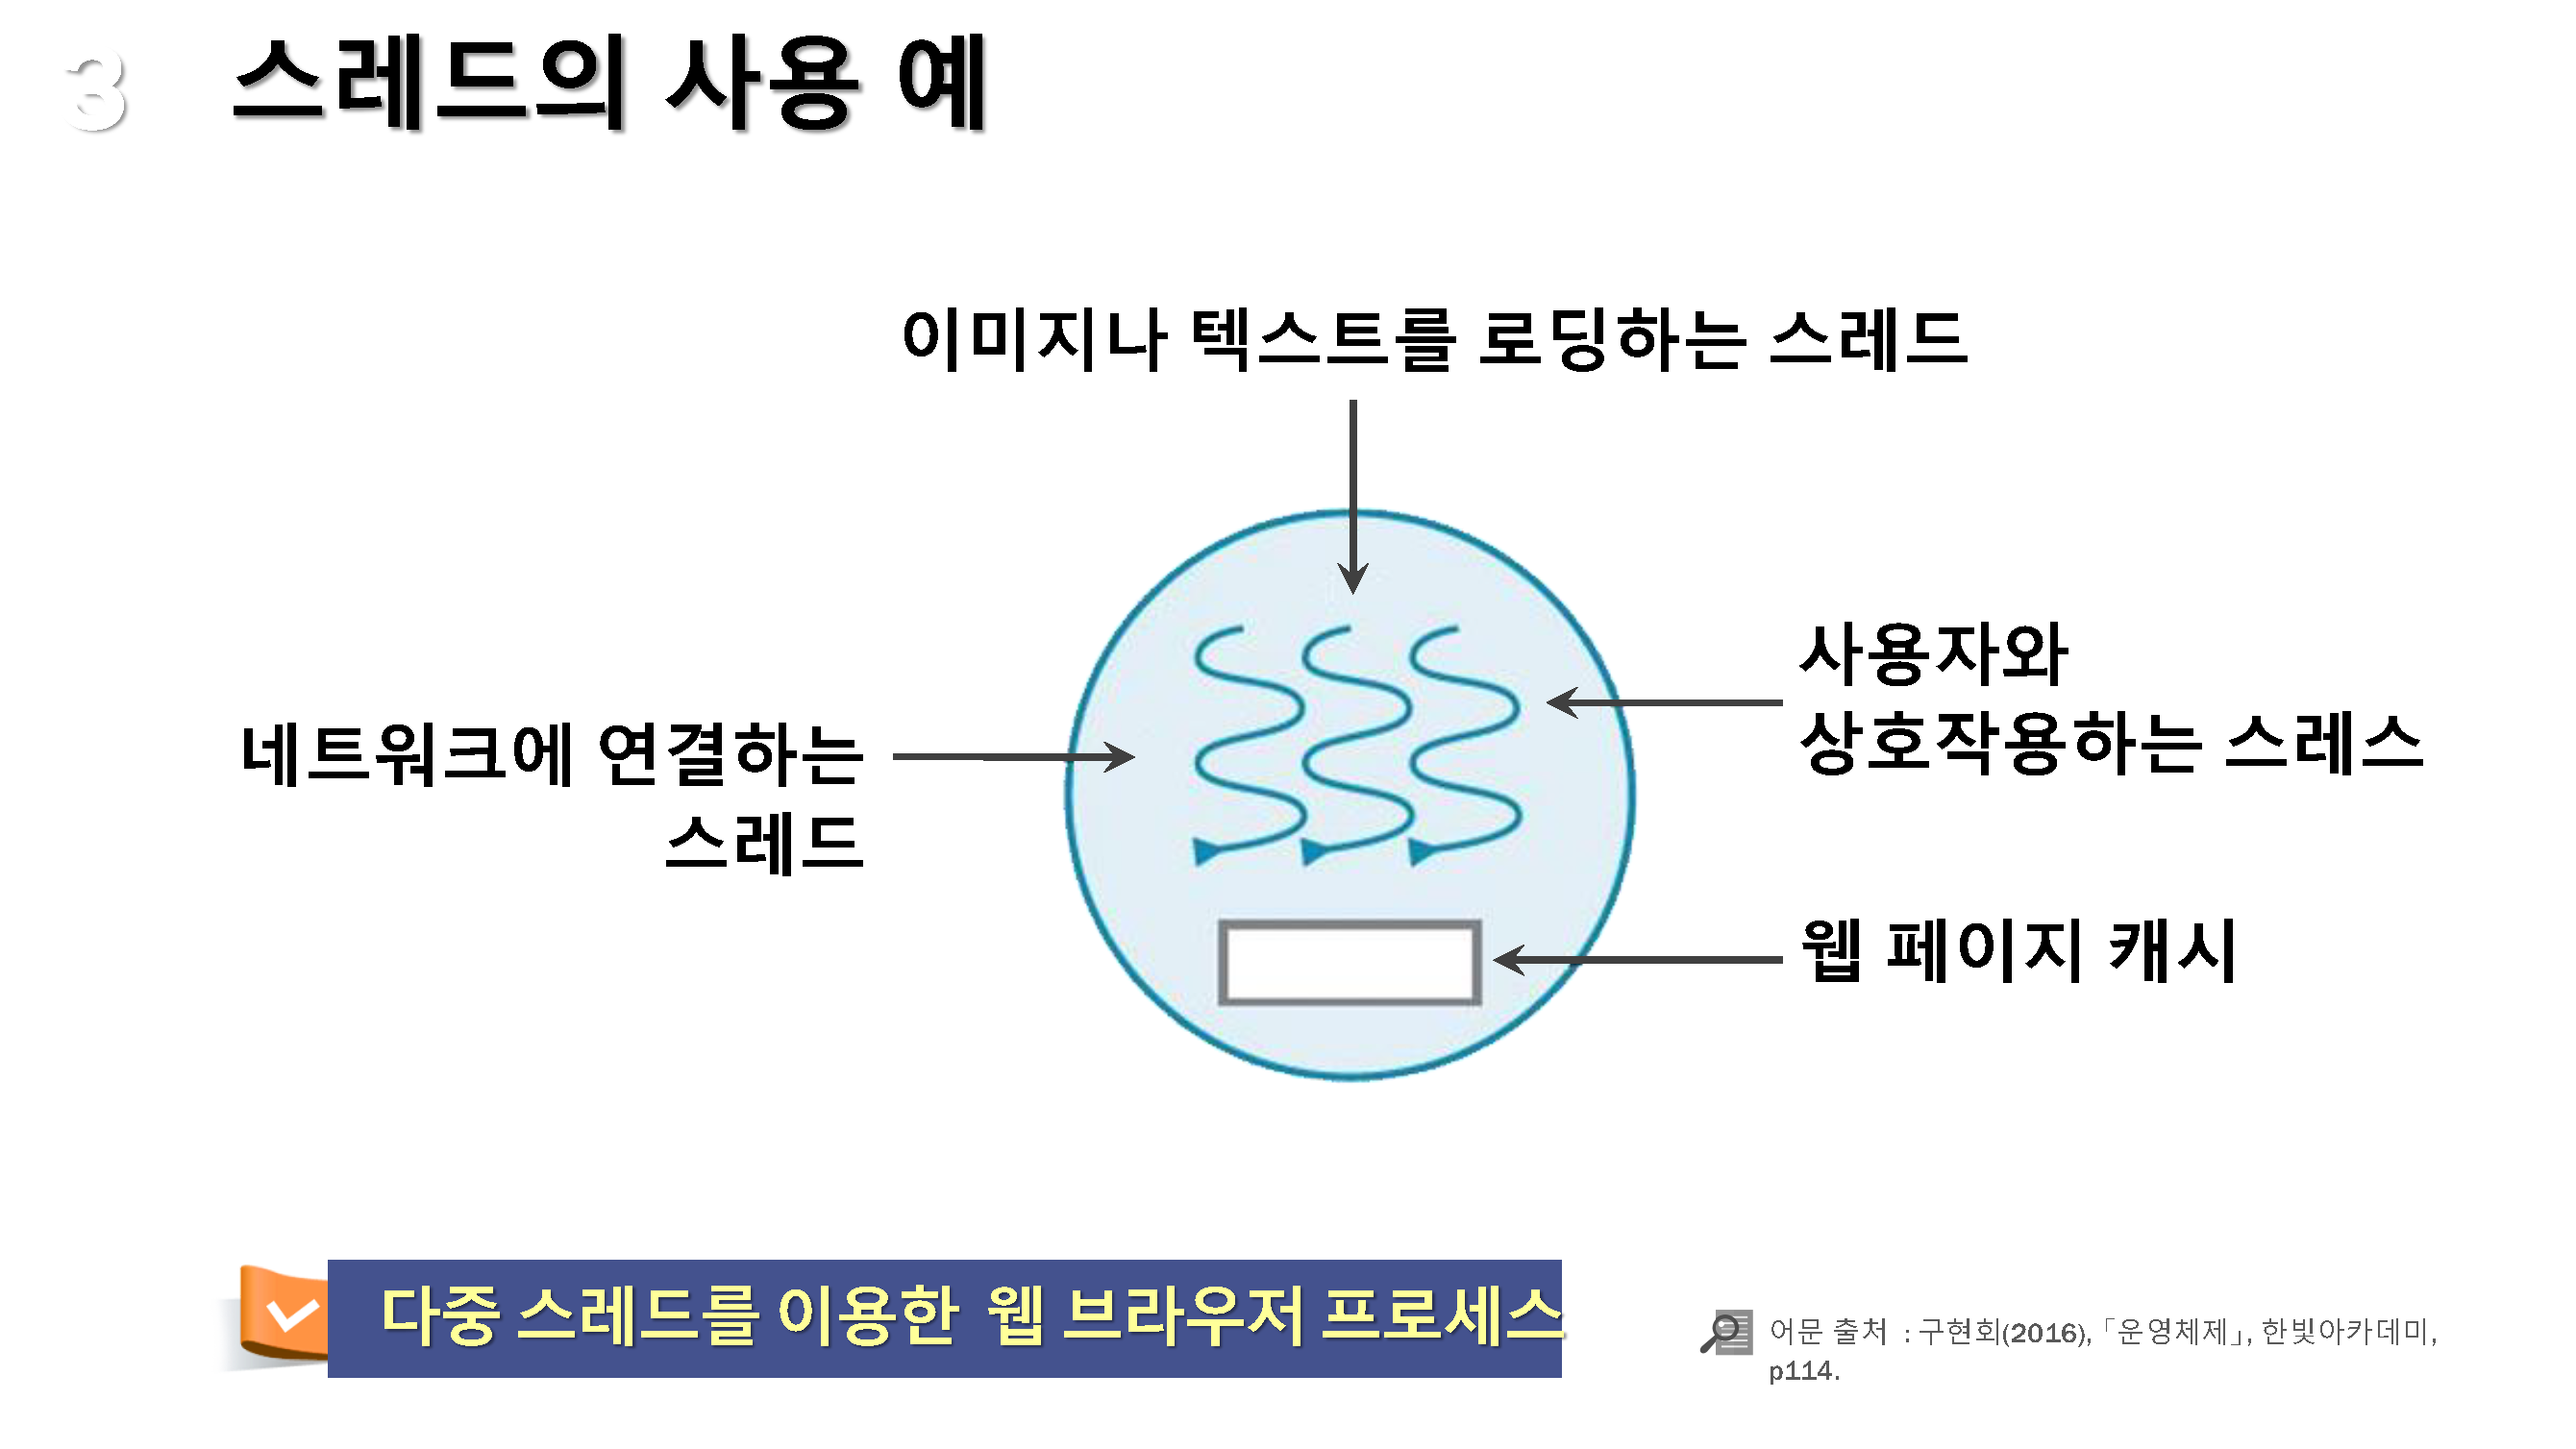 3 스레드의 사용 예
이미지나 텍스트를 로딩하는 스레드
사용자와
상호작용하는 스레스
네트워크에 연결하는
스레드
웹 페이지 캐시
다중 스레드를 이용한 웹 브라우저 프로세스
어문 출처 : 구현회(2016), 「운영체제」, 한빛아카데미,
p114.